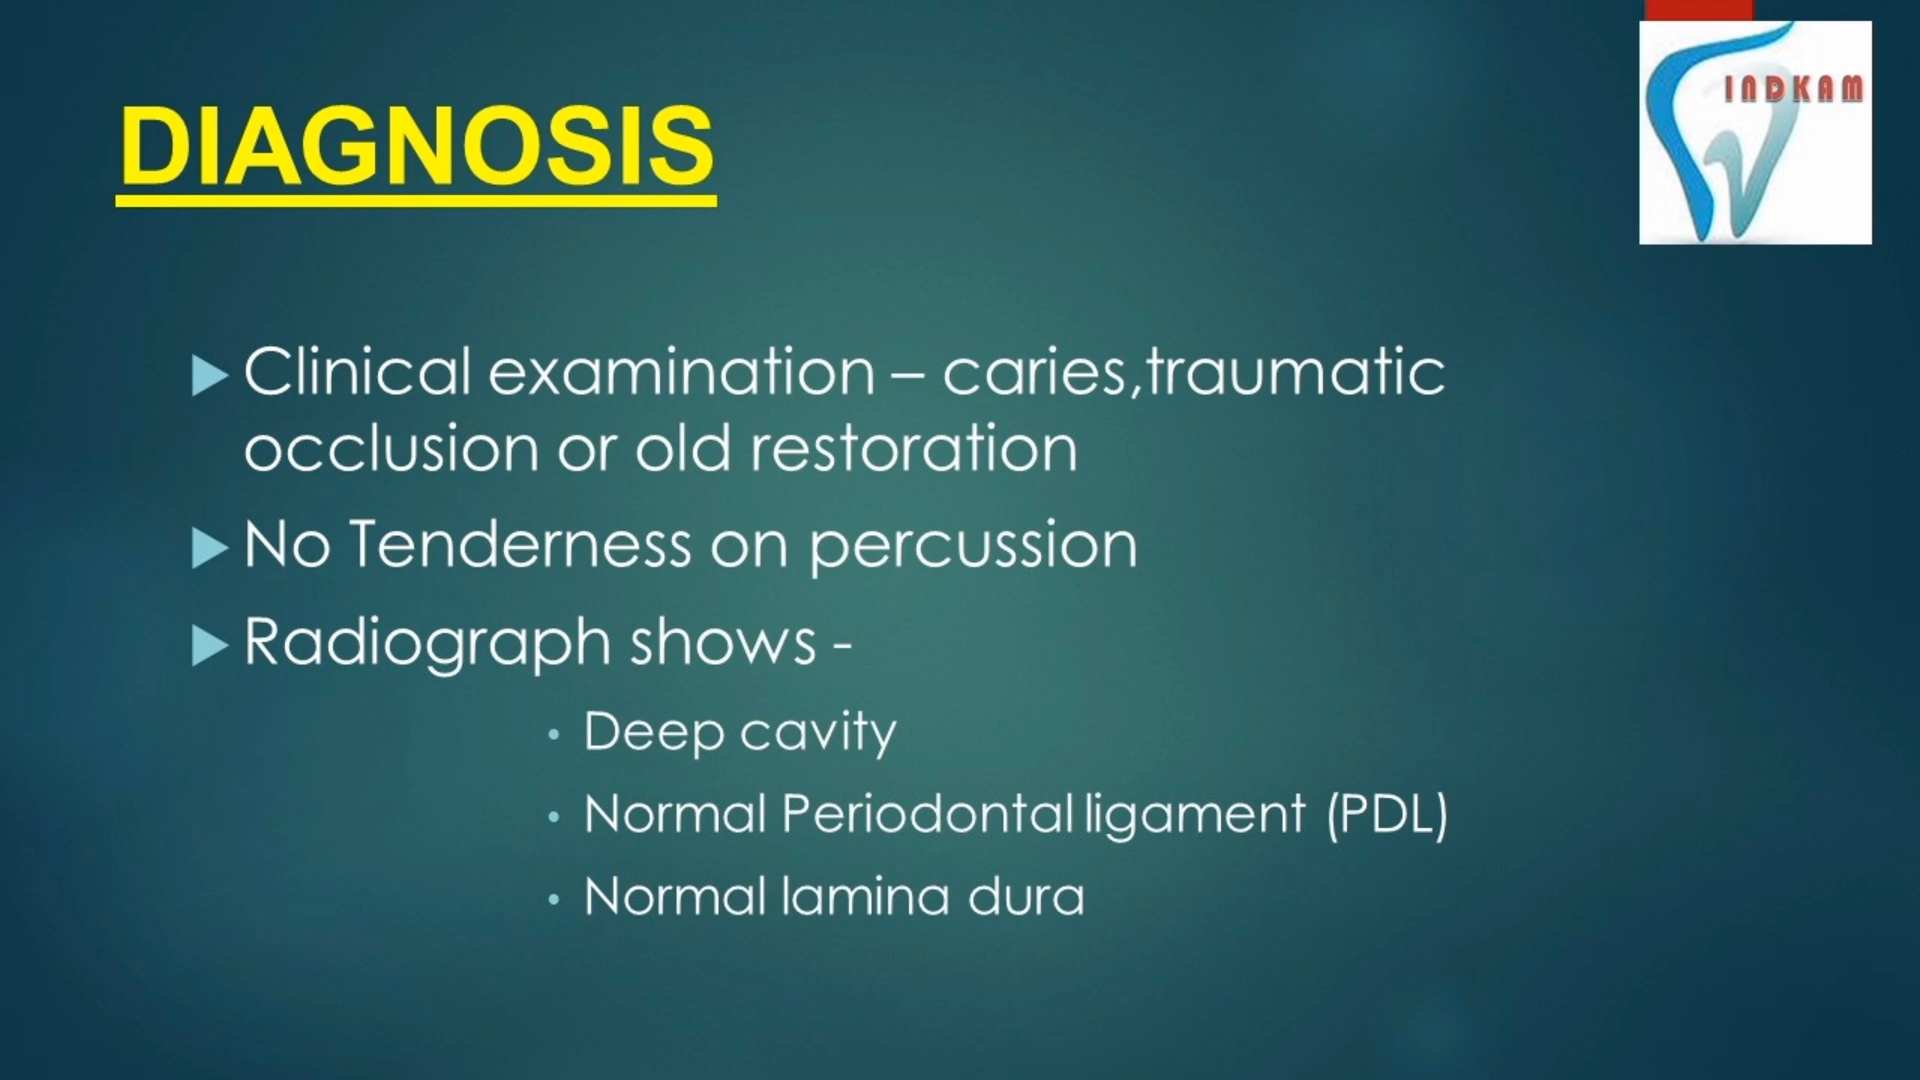 INDKAM
DIAGNOSIS
Clinical examination – caries,traumatic
occlusion or old restoration
No Tenderness on percussion
Radiograph shows -
Deep cavity
Normal Periodontal ligament (PDL)
Normal lamina dura